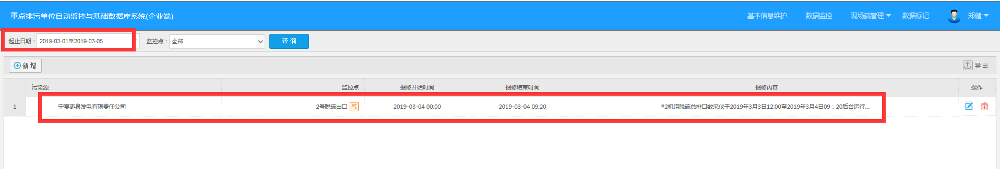 重点排污单位自动监控与基础数据库系统(企业端)
基本信息维护 数据监控 现场端管理 数据标记 郑健
起止日期： 2019-03-01至2019-03-05 监控点： 全部 查询
新增 导出
污染源 监控点 报修开始时间 报修结束时间 报修内容 操作
1 宁夏枣泉发电有限责任公司 2号脱硫出口 气 2019-03-04 00:00 2019-03-04 09:20 #2机组脱硫总排口数采仪于2019年3月3日12:00至2019年3月4日09：20后台运行...